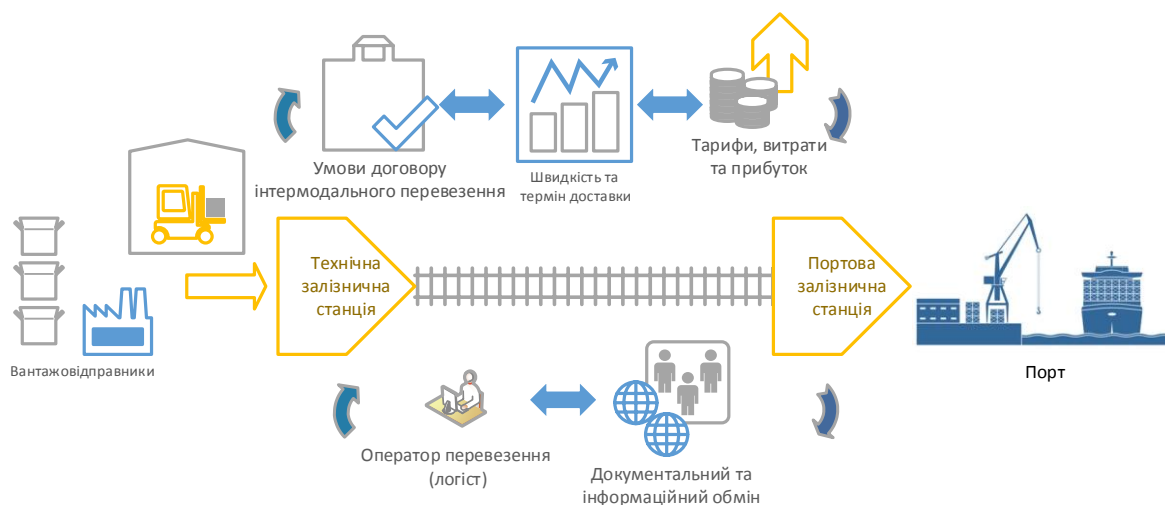 Умови договору
інтермодального перевезення
Швидкість та
термін доставки
Тарифи, витрати
та прибуток
Технічна
залізнична
станція
Портова
залізнична
станція
Вантажовідправники
Порт
Оператор перевезення
(логіст)
Документальний та
інформаційний обмін